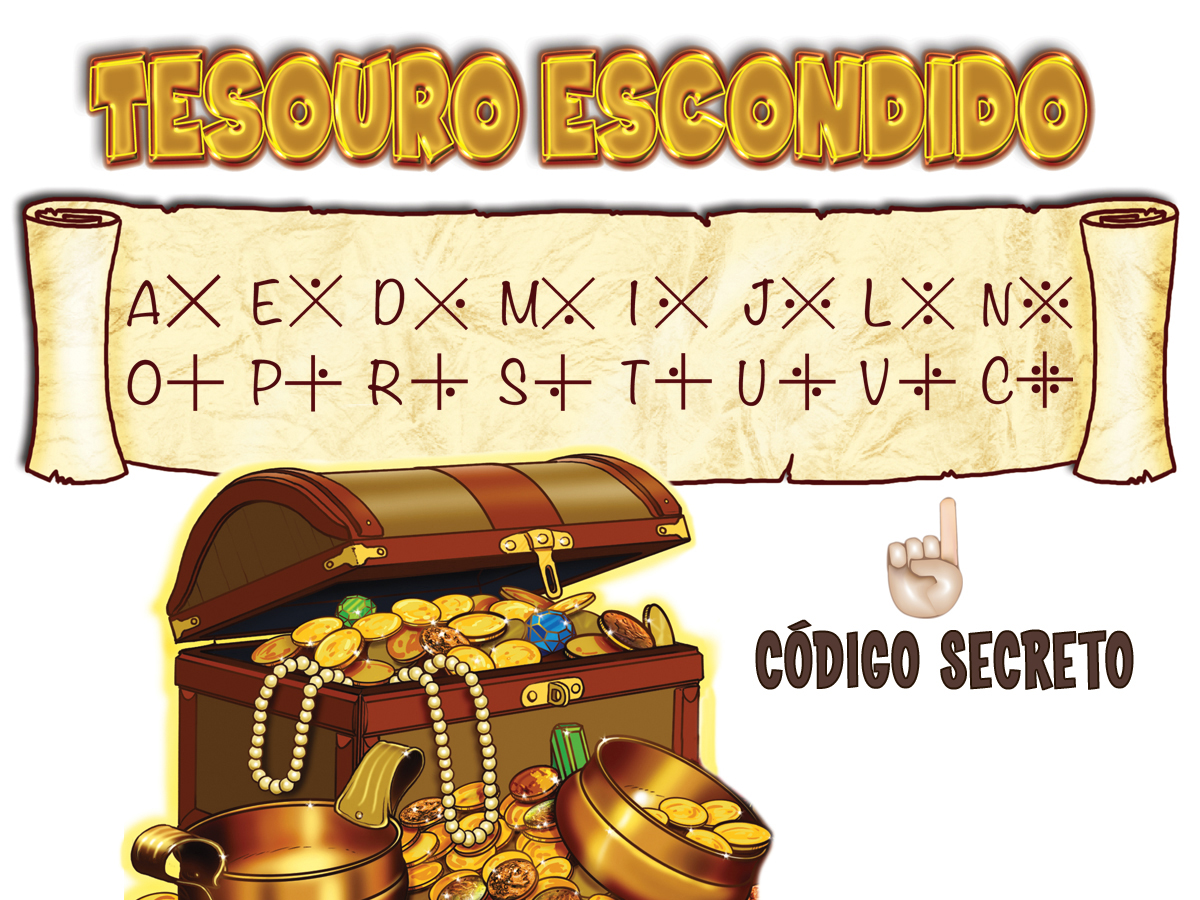 TESOURO ESCONDIDO
A E D M I J L N
O P R S T U V C
CÓDIGO SECRETO